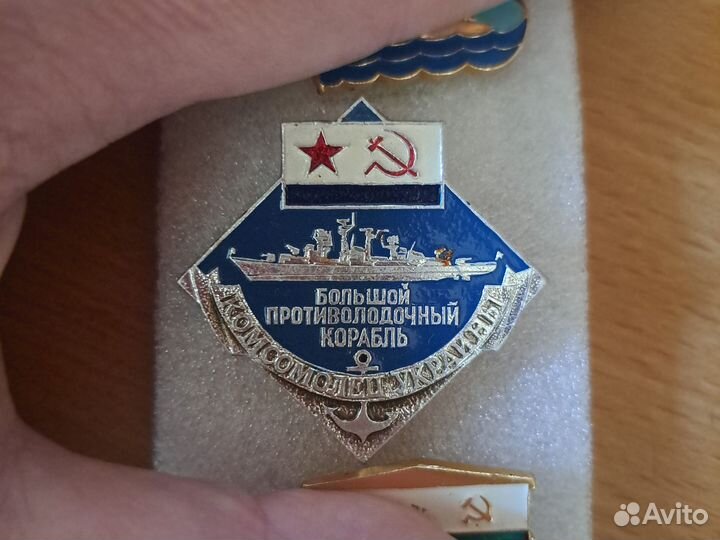 БОЛЬШОЙ
ПРОТИВОЛОДОЧНЫЙ
КОРАБЛЬ
КОМСОМОЛЕЦ УКРАИНЫ
Avito